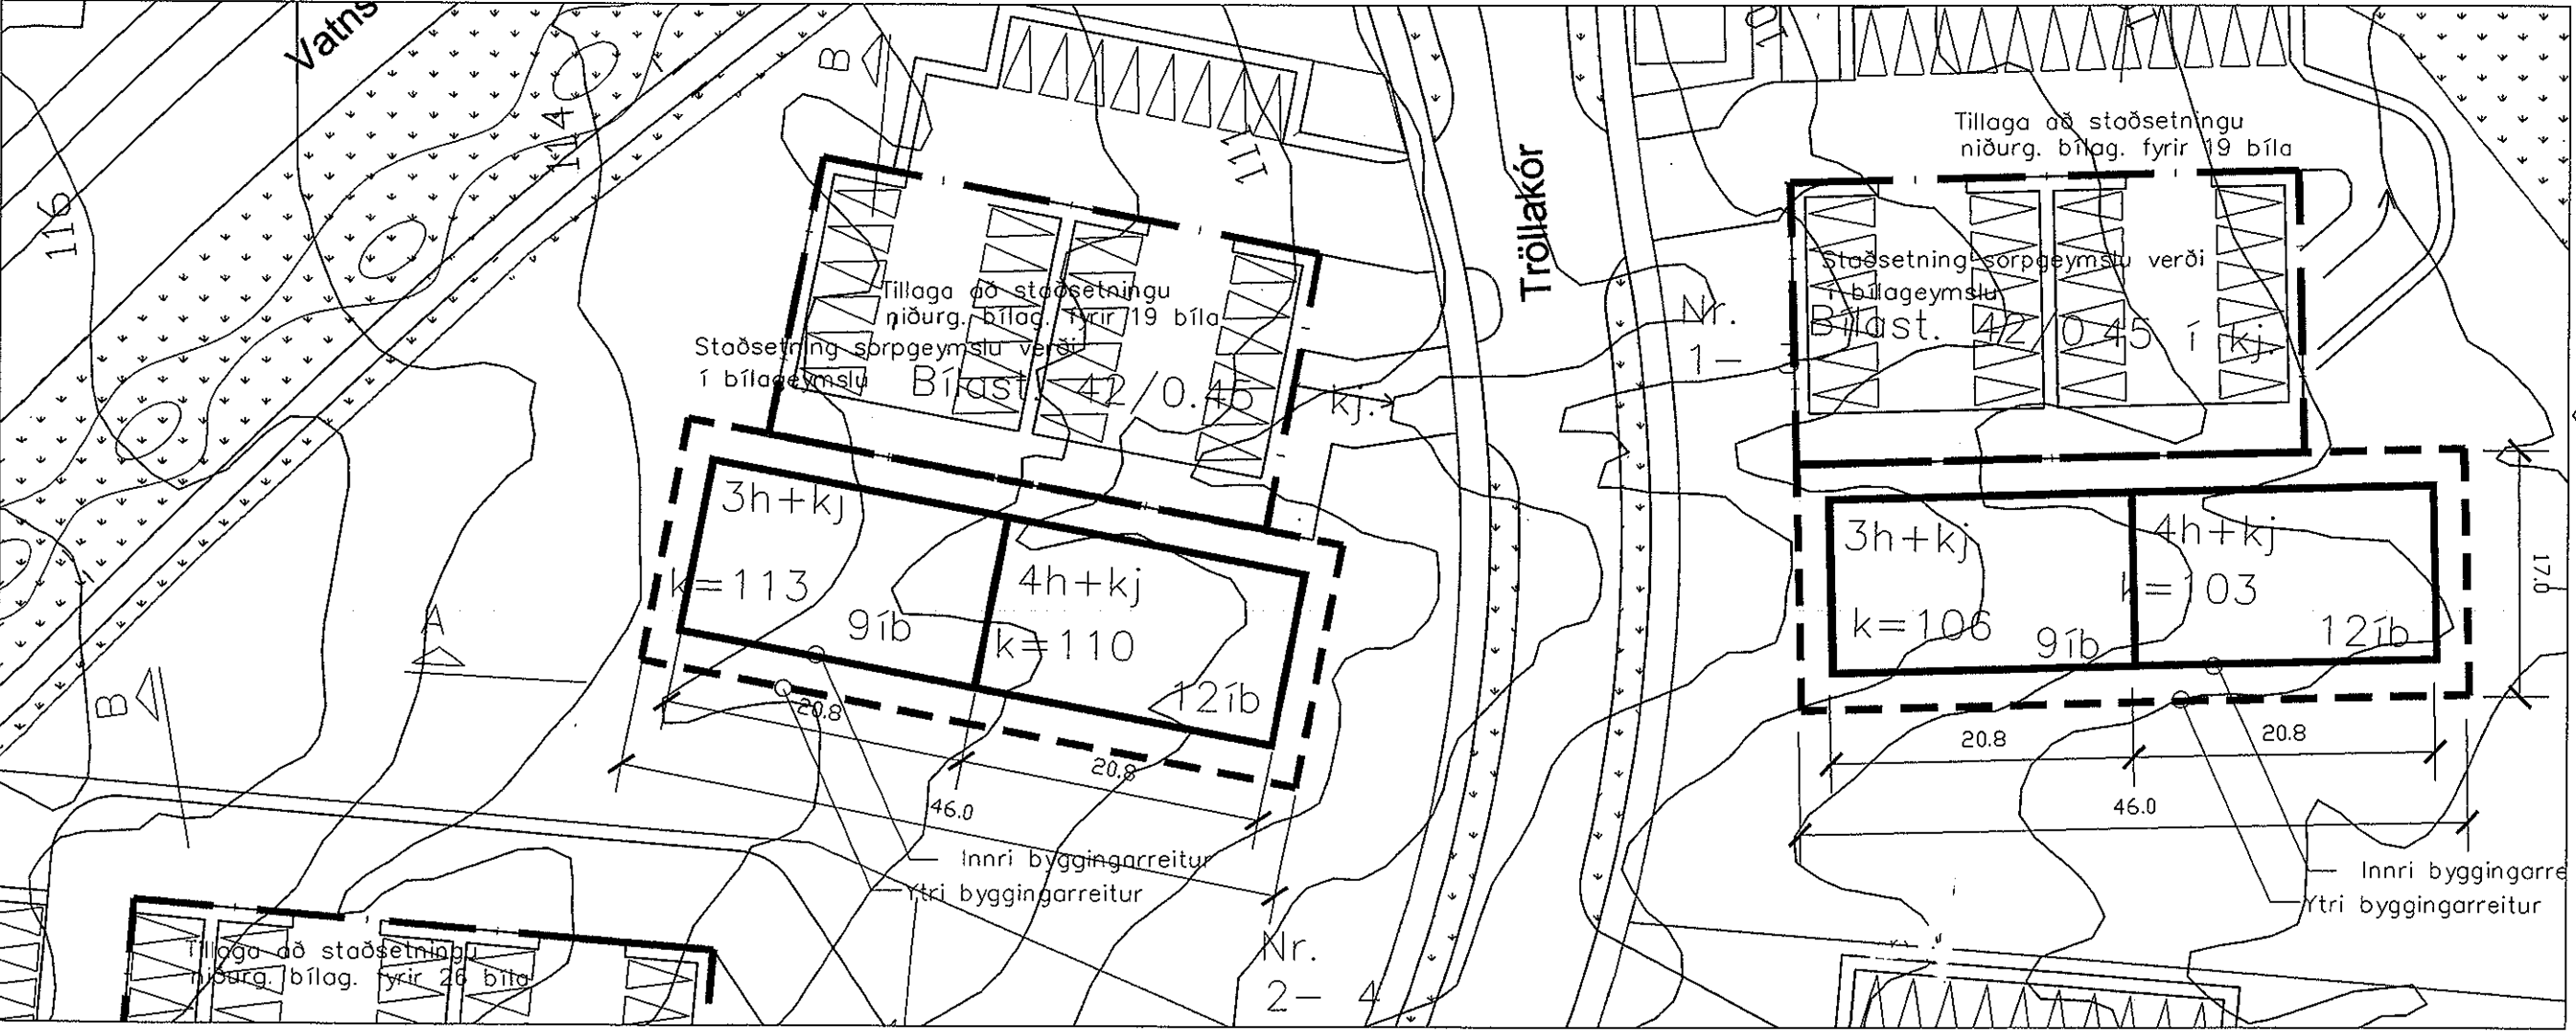 Vatns
116
114
B
111
Tillaga að staðsetningu
niðurg. bílag. fyrir 19 bíla
Staðsetning sorpgeymslu verði
í bílageymslu
Bílast. 42/0.45 kj.
3h+kj
k=113
9íb
4h+kj
k=110
12íb
20.8
20.8
46.0
Innri byggingarreitur
Ytri byggingarreitur
A
B
Tillaga að staðsetningu
niðurg. bílag. fyrir 26 bíla
Nr.
2- 4
Tröllakór
Tillaga að staðsetningu
niðurg. bílag. fyrir 19 bíla
Staðsetning sorpgeymslu verði
í bílageymslu
Nr.
1-
Bílast. 42/0.45 í kj.
3h+kj
k=106
9íb
4h+kj
k=103
12íb
17.0
20.8
20.8
46.0
Innri byggingarre
Ytri byggingarreitur